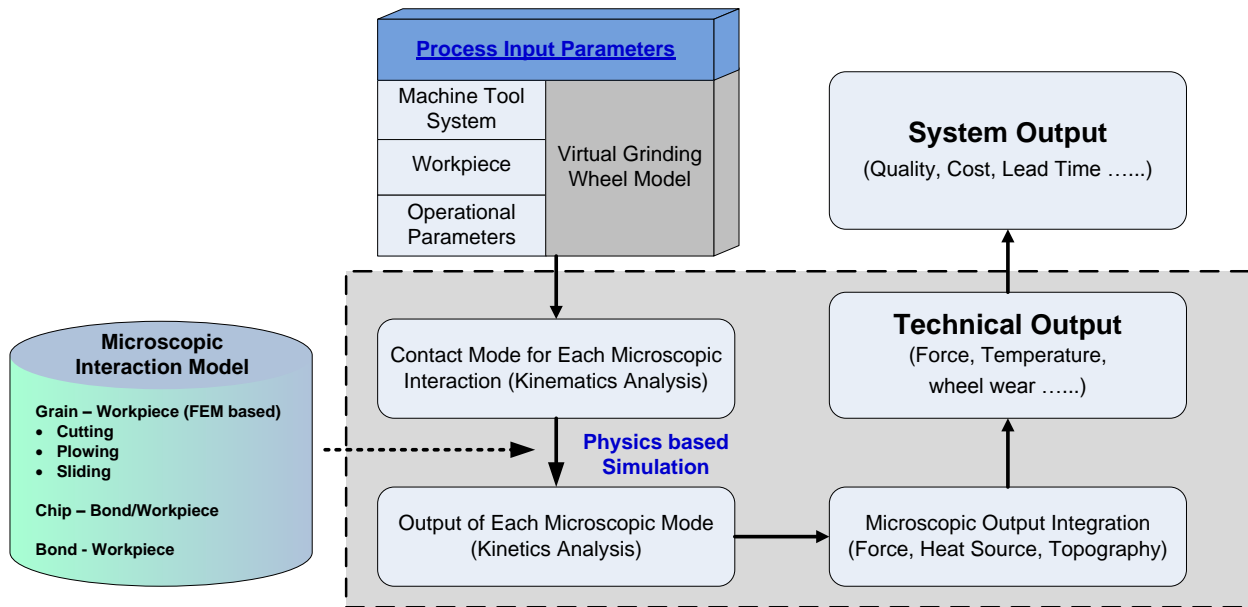 Process Input Parameters
Machine Tool
System
Workpiece
Operational
Parameters
Virtual Grinding
Wheel Model
System Output
(Quality, Cost, Lead Time …...)
Microscopic
Interaction Model
Grain – Workpiece (FEM based)
• Cutting
• Plowing
• Sliding
Chip – Bond/Workpiece
Bond - Workpiece
Contact Mode for Each Microscopic
Interaction (Kinematics Analysis)
Physics based
Simulation
Output of Each Microscopic Mode
(Kinetics Analysis)
Technical Output
(Force, Temperature,
wheel wear …...)
Microscopic Output Integration
(Force, Heat Source, Topography)